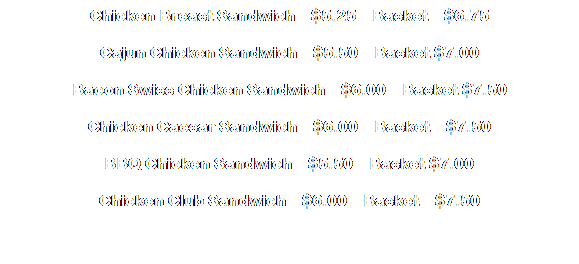 Chicken Breast Sandwich $5.25 Basket $6.75
Cajun Chicken Sandwich $5.50 Basket $7.00
Bacon Swiss Chicken Sandwich $6.00 Basket $7.50
Chicken Caesar Sandwich $6.00 Basket $7.50
BBQ Chicken Sandwich $5.50 Basket $7.00
Chicken Club Sandwich $6.00 Basket $7.50